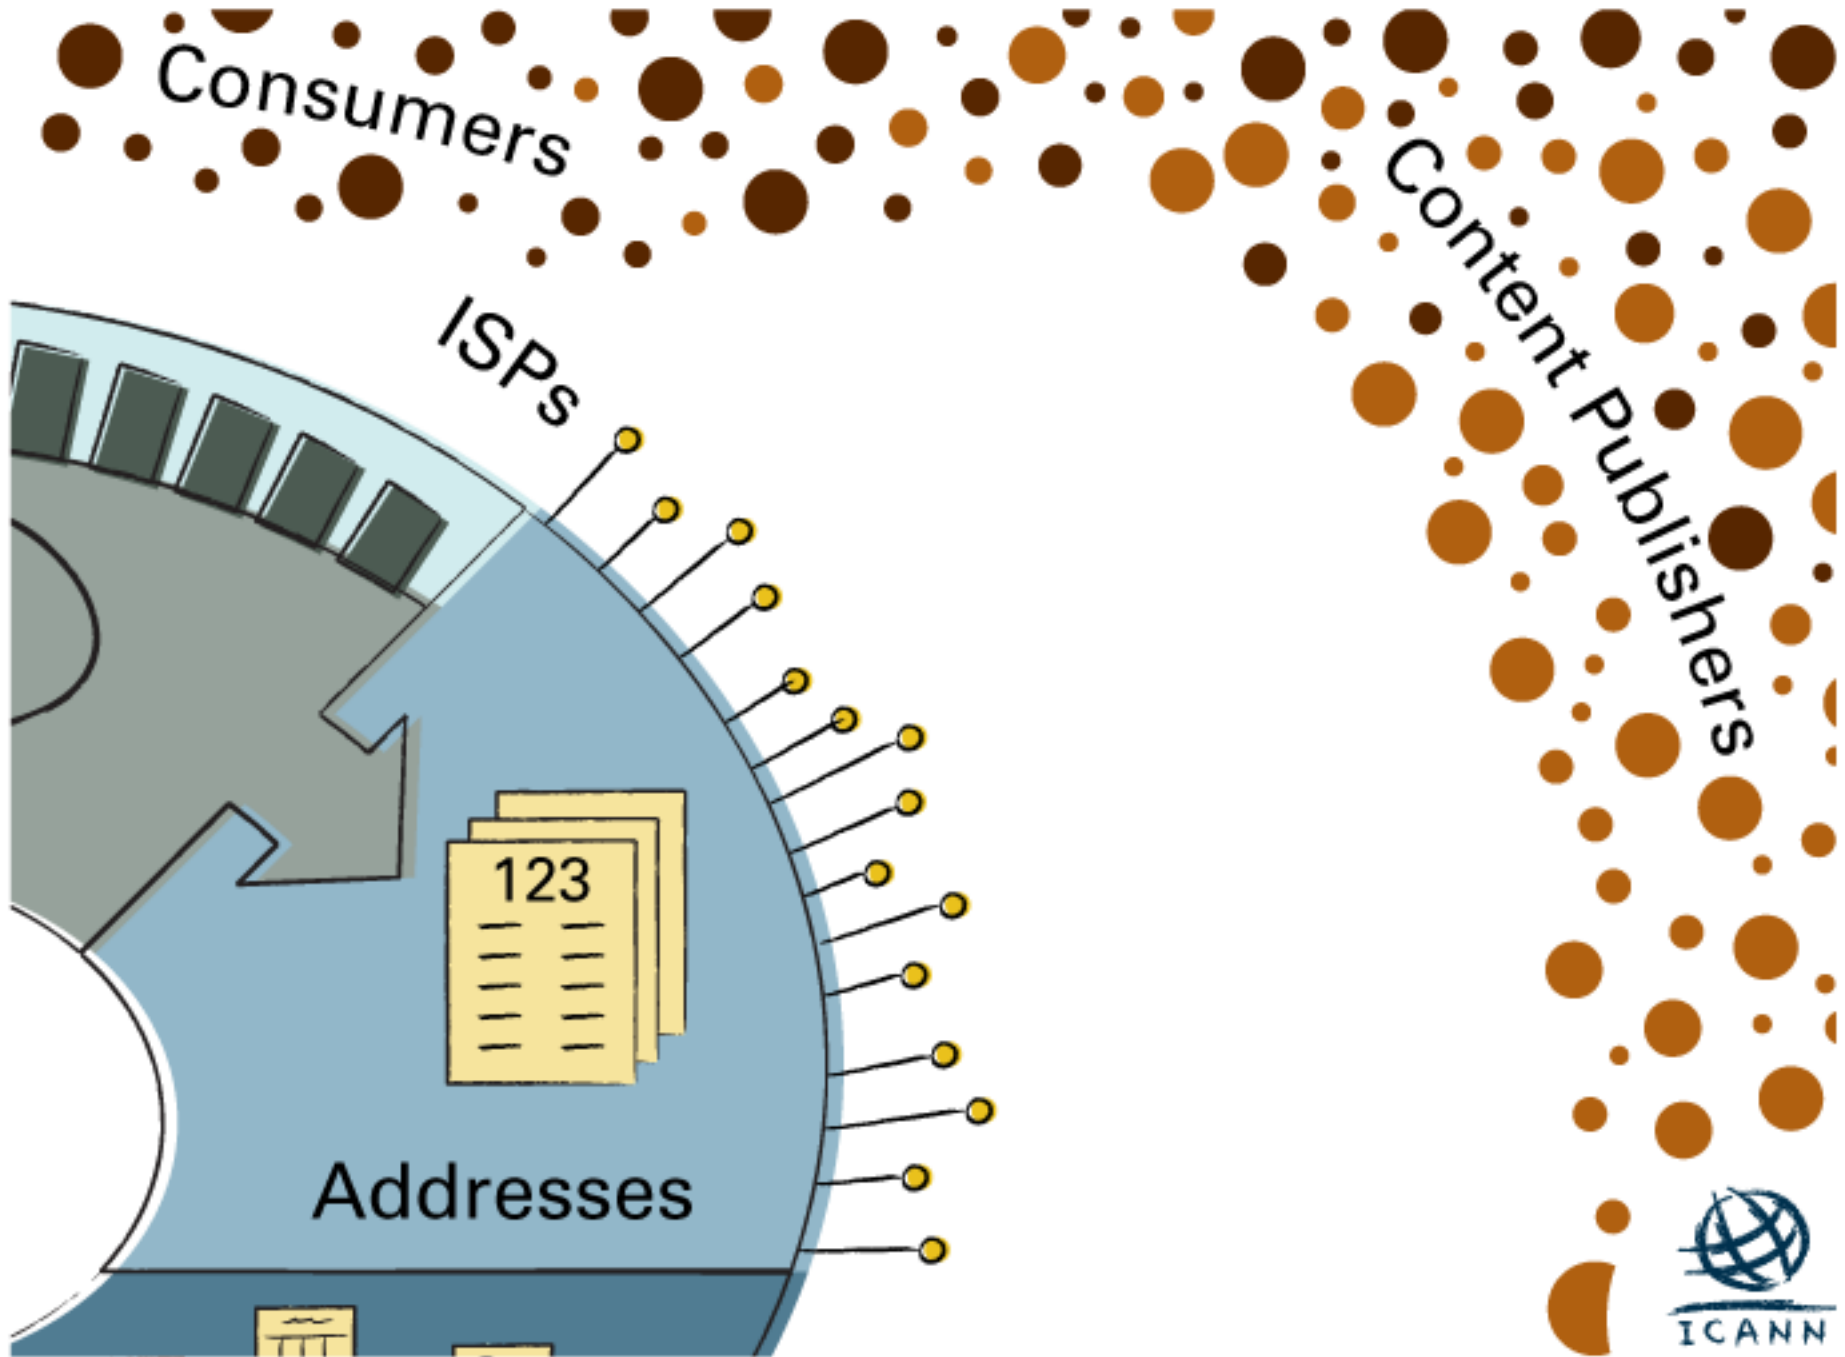 Consumers
Content Publishers
ISPs
123
Addresses
ICANN